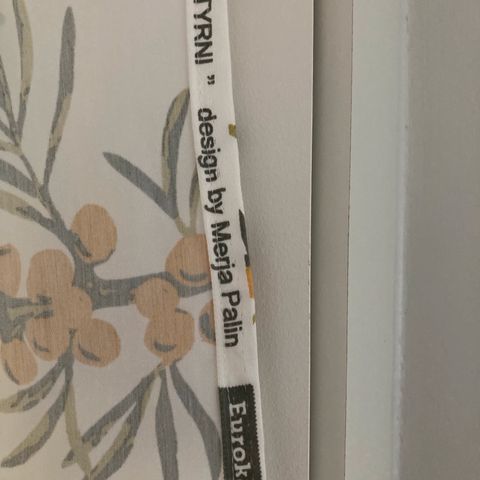 TYRNI ” design by Merja Palin
Eurok